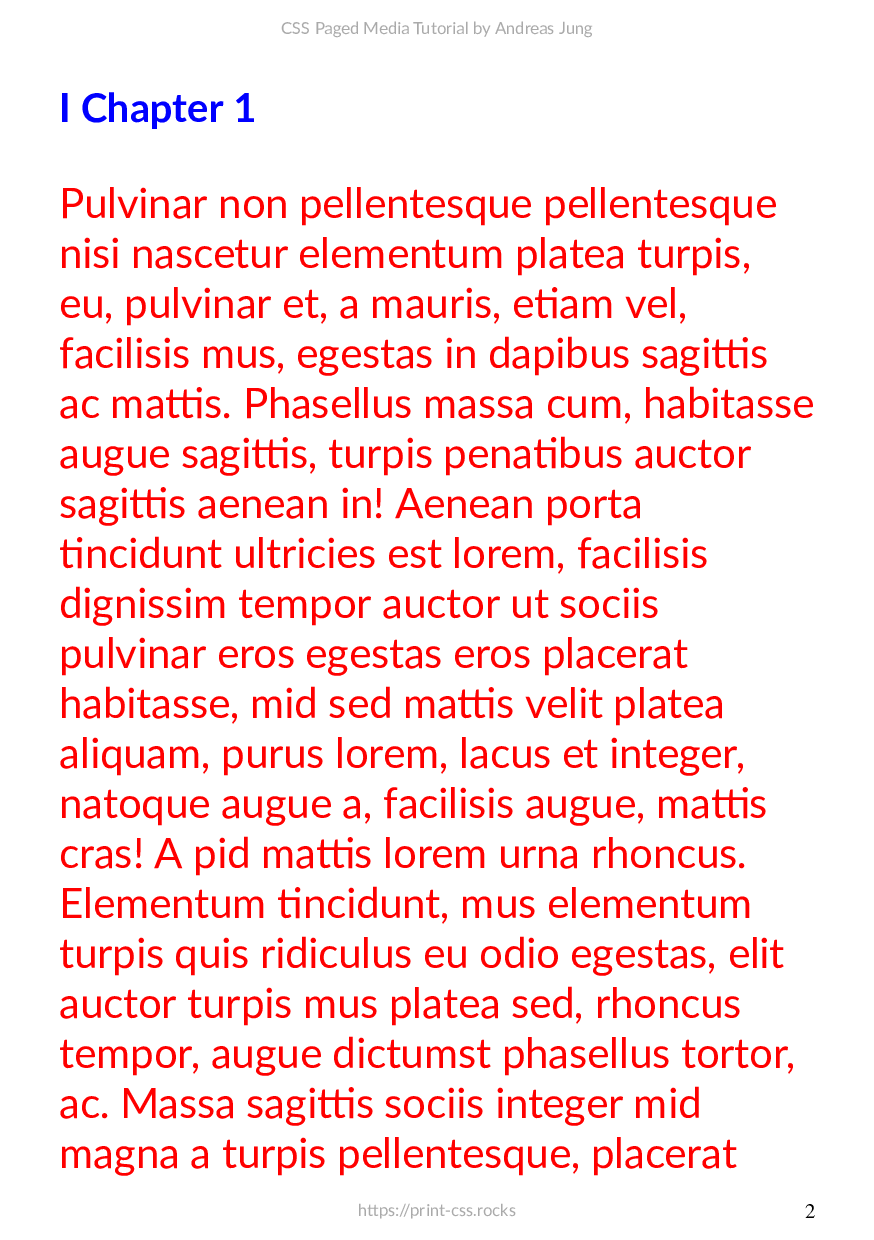 CSS Paged Media Tutorial by Andreas Jung
I Chapter 1
Pulvinar non pellentesque pellentesque
nisi nascetur elementum platea turpis,
eu, pulvinar et, a mauris, etiam vel,
facilisis mus, egestas in dapibus sagittis
ac mattis. Phasellus massa cum, habitasse
augue sagittis, turpis penatibus auctor
sagittis aenean in! Aenean porta
tincidunt ultricies est lorem, facilisis
dignissim tempor auctor ut sociis
pulvinar eros egestas eros placerat
habitasse, mid sed mattis velit platea
aliquam, purus lorem, lacus et integer,
natoque augue a, facilisis augue, mattis
cras! A pid mattis lorem urna rhoncus.
Elementum tincidunt, mus elementum
turpis quis ridiculus eu odio egestas, elit
auctor turpis mus platea sed, rhoncus
tempor, augue dictumst phasellus tortor,
ac. Massa sagittis sociis integer mid
magna a turpis pellentesque, placerat
https://print-css.rocks 2